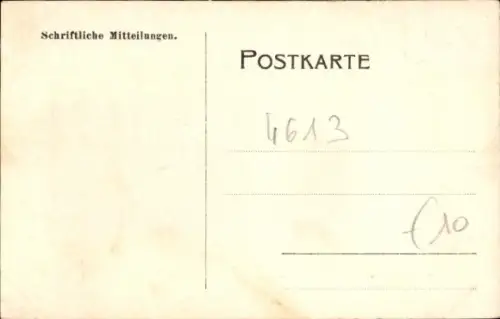 Schriftliche Mitteilungen.
POSTKARTE
4613
€10